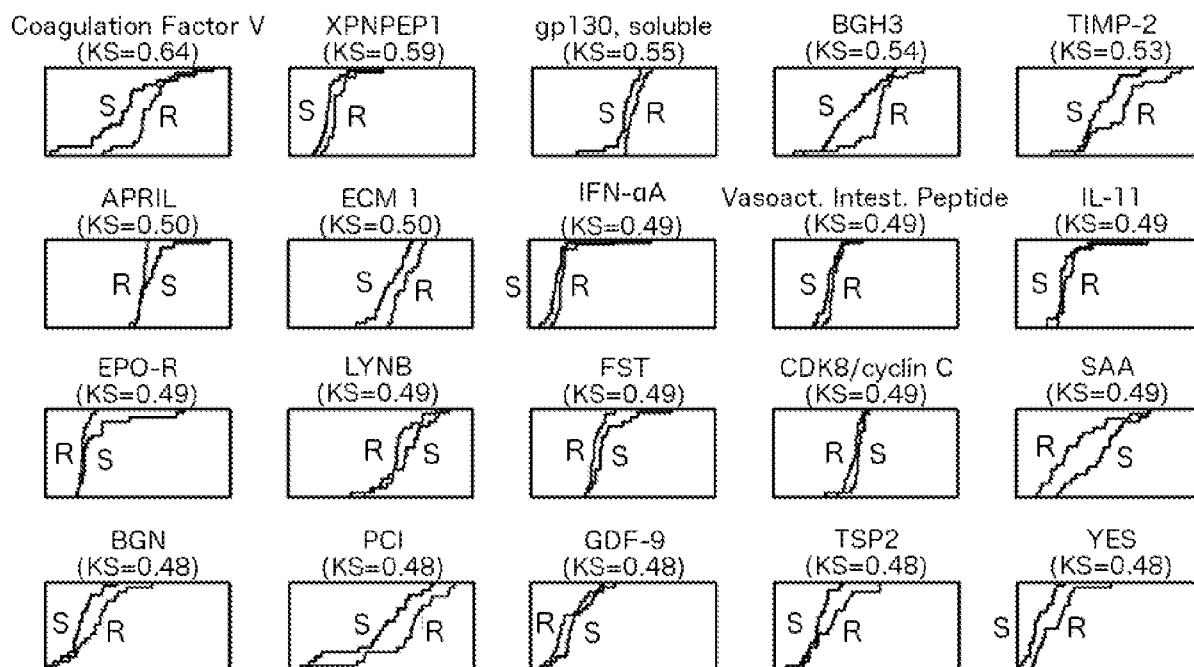 Coagulation Factor V XPNPEP1 gp130, soluble BGH3 TIMP-2
(KS=0.64) (KS=0.59) (KS=0.55) (KS=0.54) (KS=0.53)
S R S R S R S R S R
APRIL ECM 1 IFN-αA Vasoact. Intest. Peptide IL-11
(KS=0.50) (KS=0.50) (KS=0.49) (KS=0.49) (KS=0.49
R S S R S R S R S R
EPO-R LYNB FST CDK8/cyclin C SAA
(KS=0.49) (KS=0.49) (KS=0.49) (KS=0.49) (KS=0.49)
R S R S R S R S R S
BGN PCI GDF-9 TSP2 YES
(KS=0.48) (KS=0.48) (KS=0.48) (KS=0.48) (KS=0.48)
S R S R R S S R S R